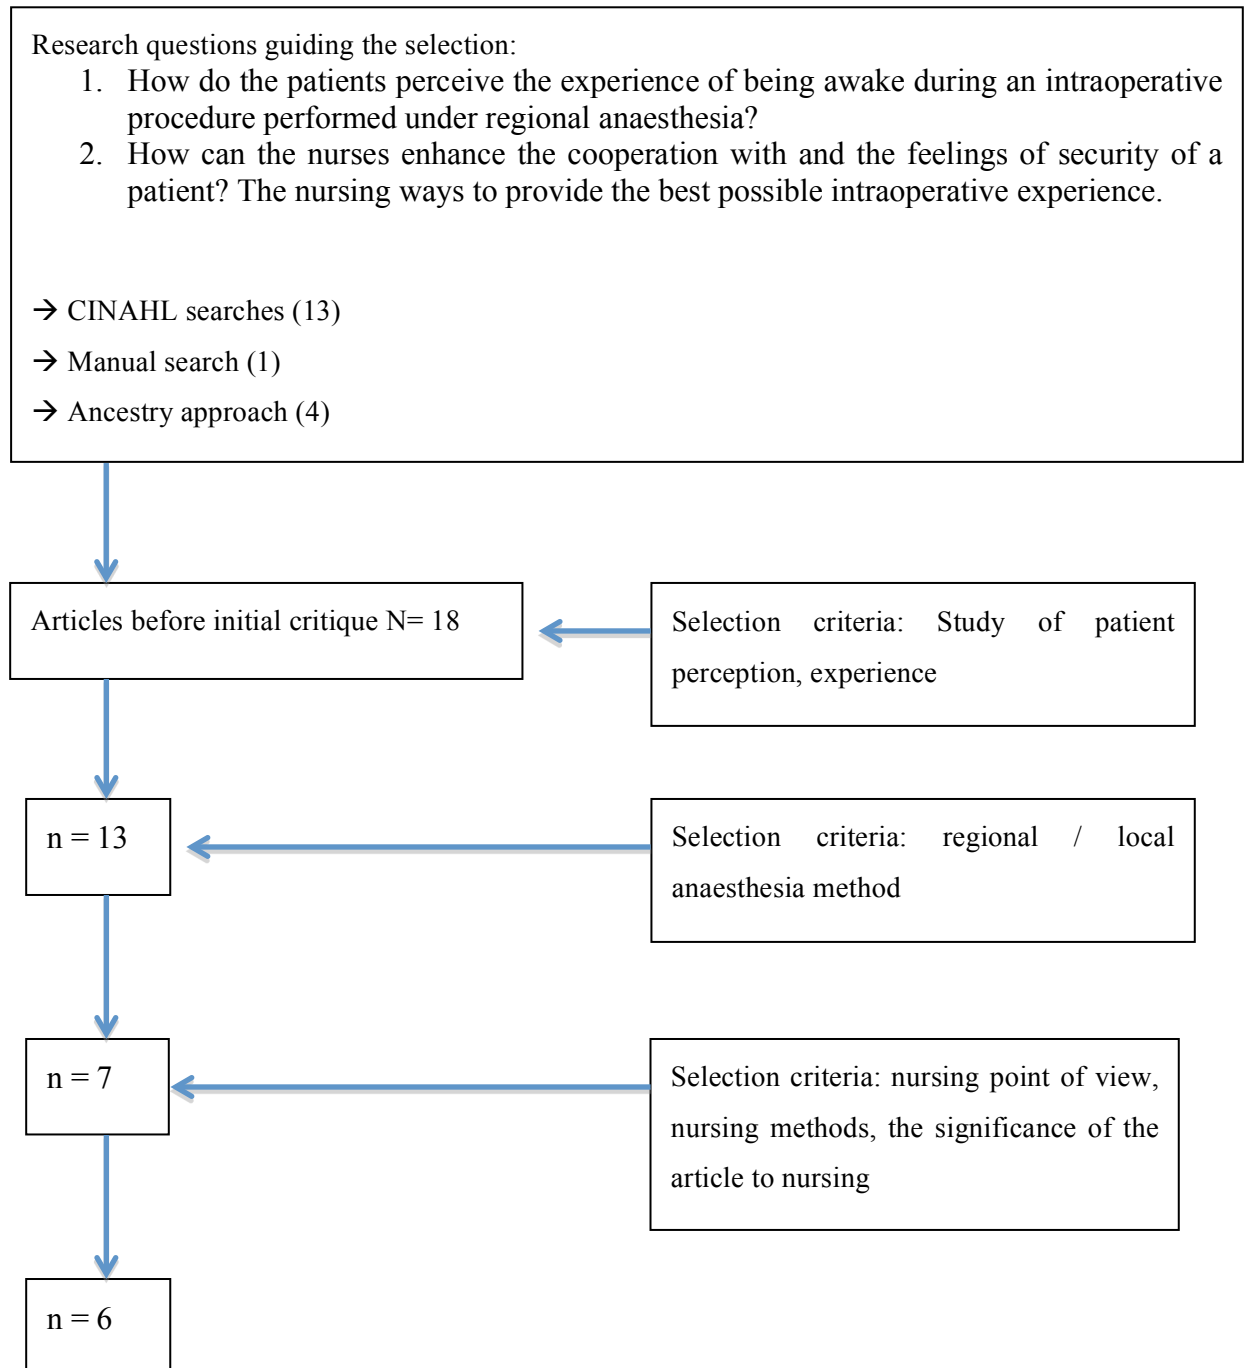 Research questions guiding the selection:
1. How do the patients perceive the experience of being awake during an intraoperative
procedure performed under regional anaesthesia?
2. How can the nurses enhance the cooperation with and the feelings of security of a
patient? The nursing ways to provide the best possible intraoperative experience.
→ CINAHL searches (13)
→ Manual search (1)
→ Ancestry approach (4)
Articles before initial critique N= 18
Selection criteria: Study of patient
perception, experience
n = 13
Selection criteria: regional / local
anaesthesia method
n = 7
Selection criteria: nursing point of view,
nursing methods, the significance of the
article to nursing
n = 6